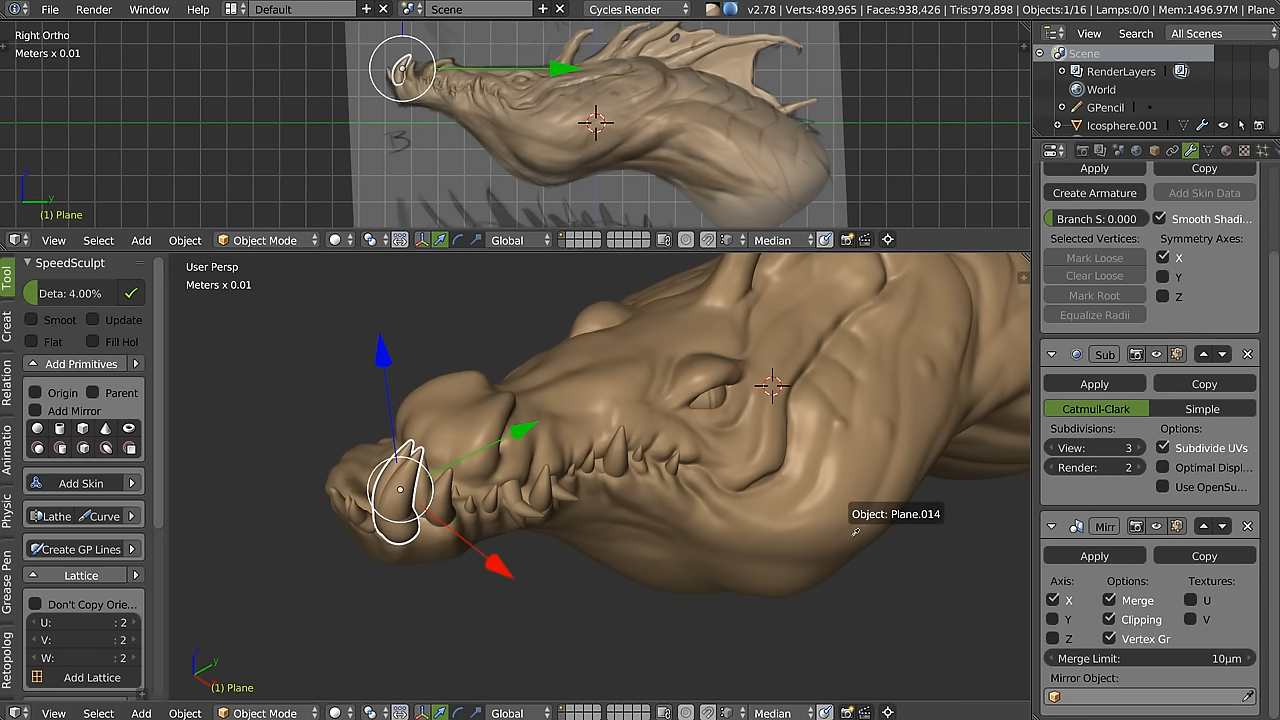 File Render Window Help Default Scene Cycles Render v2.78 | Verts:489,965 | Faces:938,426 | Tris:979,898 | Objects:1/16 | Lamps:0/0 | Mem:1496.97M | Plane
Right Ortho
Meters x 0.01
B
(1) Plane
View Select Add Object Object Mode Global Median
View Search All Scenes
Scene
RenderLayers
World
GPencil
Icosphere.001
Tool
Creat
Relation
Animatio
Physic
Grease Pen
Retopolog
SpeedSculpt
Deta: 4.00%
Smoot Update
Flat Fill Hol
Add Primitives
Origin Parent
Add Mirror
Add Skin
Lathe Curve
Create GP Lines
Lattice
Don't Copy Orie...
U: : 2
V: : 2
W: : 2
Add Lattice
User Persp
Meters x 0.01
Object: Plane.014
(1) Plane
View Select Add Object Object Mode Global Median
Apply Copy
Create Armature Add Skin Data
Branch S: 0.000 Smooth Shadi...
Selected Vertices: Symmetry Axes:
Mark Loose X
Clear Loose Y
Mark Root Z
Equalize Radii
Sub
Apply Copy
Catmull-Clark Simple
Subdivisions: Options:
View: 3 Subdivide UVs
Render: 2 Optimal Displ...
Use OpenSu...
Mirr
Apply Copy
Axis: Options: Textures:
X Merge U
Y Clipping V
Z Vertex Gr
Merge Limit: 10µm
Mirror Object: